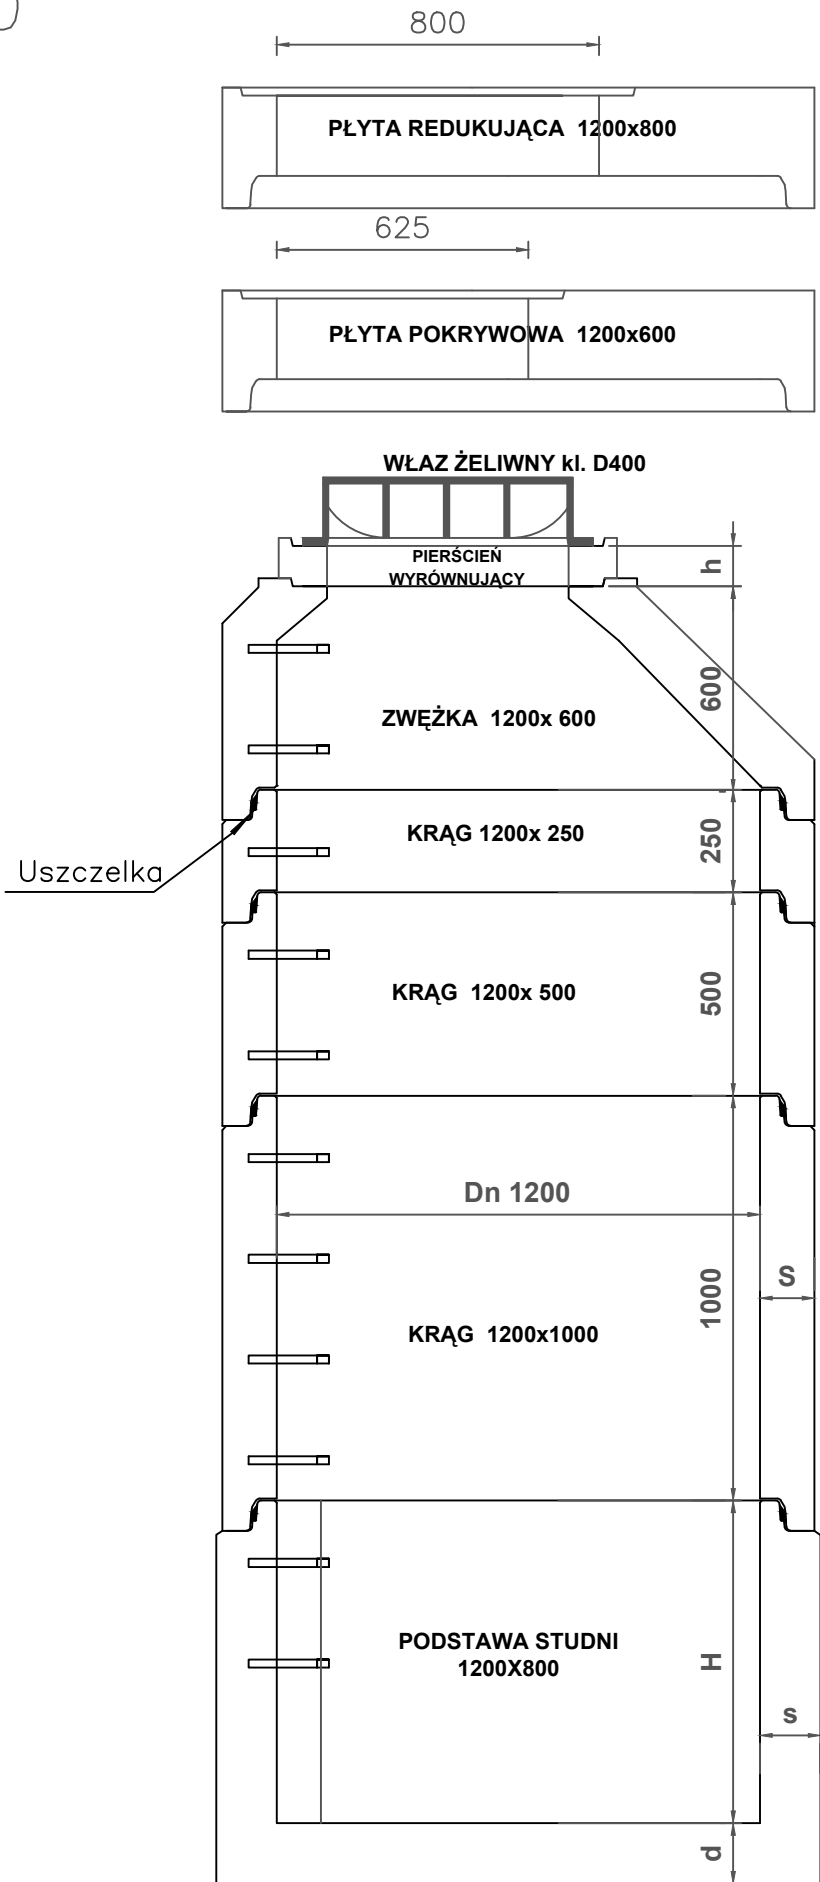 800
PŁYTA REDUKUJĄCA 1200x800
625
PŁYTA POKRYWOWA 1200x600
WŁAZ ŻELIWNY kl. D400
PIERŚCIEŃ
WYRÓWNUJĄCY
h
ZWĘŻKA 1200x 600
600
KRĄG 1200x 250
250
Uszczelka
KRĄG 1200x 500
500
Dn 1200
S
1000
KRĄG 1200x1000
PODSTAWA STUDNI
1200X800
H
s
d